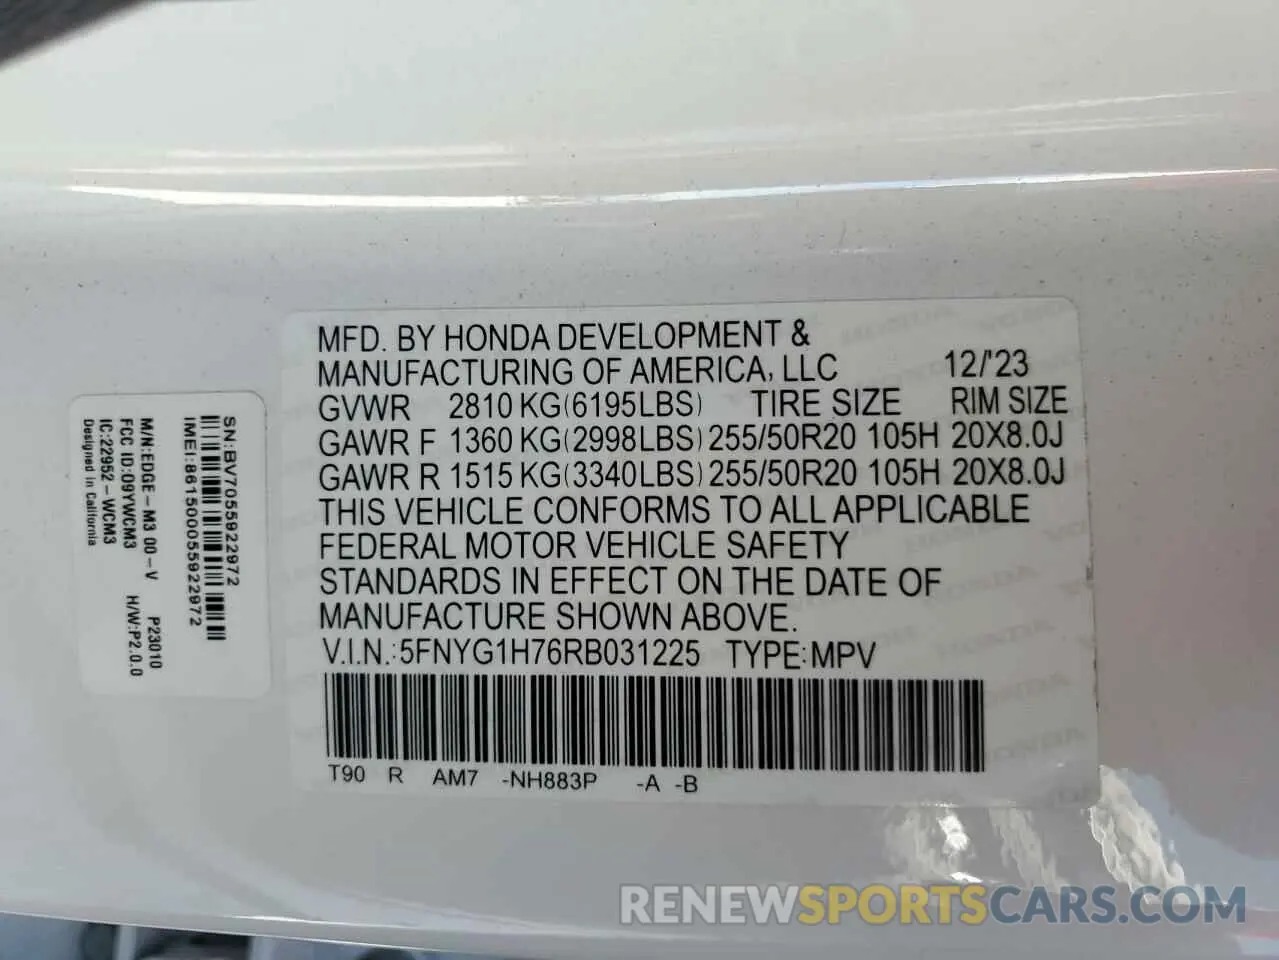 MFD. BY HONDA DEVELOPMENT &
MANUFACTURING OF AMERICA, LLC 12/'23
GVWR 2810 KG(6195LBS) TIRE SIZE RIM SIZE
GAWR F 1360 KG(2998LBS) 255/50R20 105H 20X8.0J
GAWR R 1515 KG(3340LBS) 255/50R20 105H 20X8.0J
THIS VEHICLE CONFORMS TO ALL APPLICABLE
FEDERAL MOTOR VEHICLE SAFETY
STANDARDS IN EFFECT ON THE DATE OF
MANUFACTURE SHOWN ABOVE.
V.I.N.:5FNYG1H76RB031225 TYPE:MPV
T90 R AM7 -NH883P -A -B
SN:BV7055922972
IMEI:861500055922972
M/N:EDGE-M3 00-V P23010
FCC ID:09YWCM3 H/W:P2.0.0
IC:22952-WCM3
Designed in California
RENEWSPORTSCARS.COM